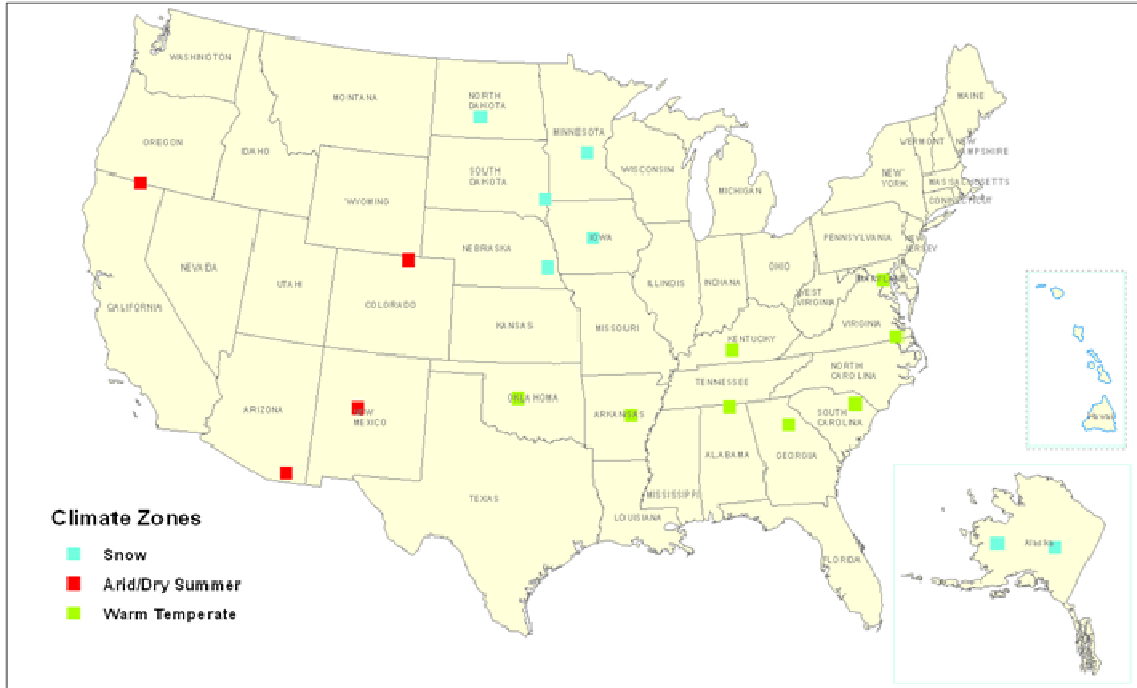 WASHINGTON
MONTANA
NORTH
DAKOTA
MINNESOTA
MAINE
OREGON
IDAHO
SOUTH
DAKOTA
WISCONSIN
MICHIGAN
VERMONT
NEW
HAMPSHIRE
NEW
YORK
MASSACHUSETTS
CONNECTICUT
WYOMING
NEBRASKA
IOWA
PENNSYLVANIA
NEW
JERSEY
NEVADA
UTAH
COLORADO
CALIFORNIA
ILLINOIS
INDIANA
OHIO
MARYLAND
WEST
VIRGINIA
VIRGINIA
KANSAS
MISSOURI
KENTUCKY
TENNESSEE
NORTH
CAROLINA
ARIZONA
NEW
MEXICO
OKLAHOMA
ARKANSAS
SOUTH
CAROLINA
Hawaii
TEXAS
MISSISSIPPI
ALABAMA
GEORGIA
LOUISIANA
FLORIDA
Alaska
Climate Zones
Snow
Arid/Dry Summer
Warm Temperate